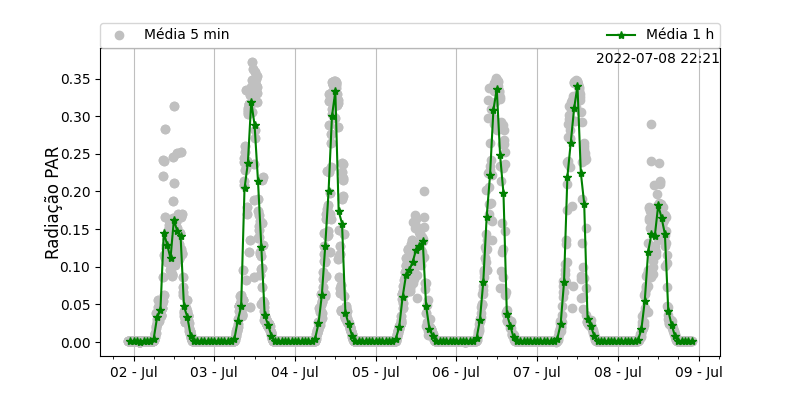 Média 5 min
Média 1 h
2022-07-08 22:21
Radiação PAR
0.35
0.30
0.25
0.20
0.15
0.10
0.05
0.00
02 - Jul
03 - Jul
04 - Jul
05 - Jul
06 - Jul
07 - Jul
08 - Jul
09 - Jul